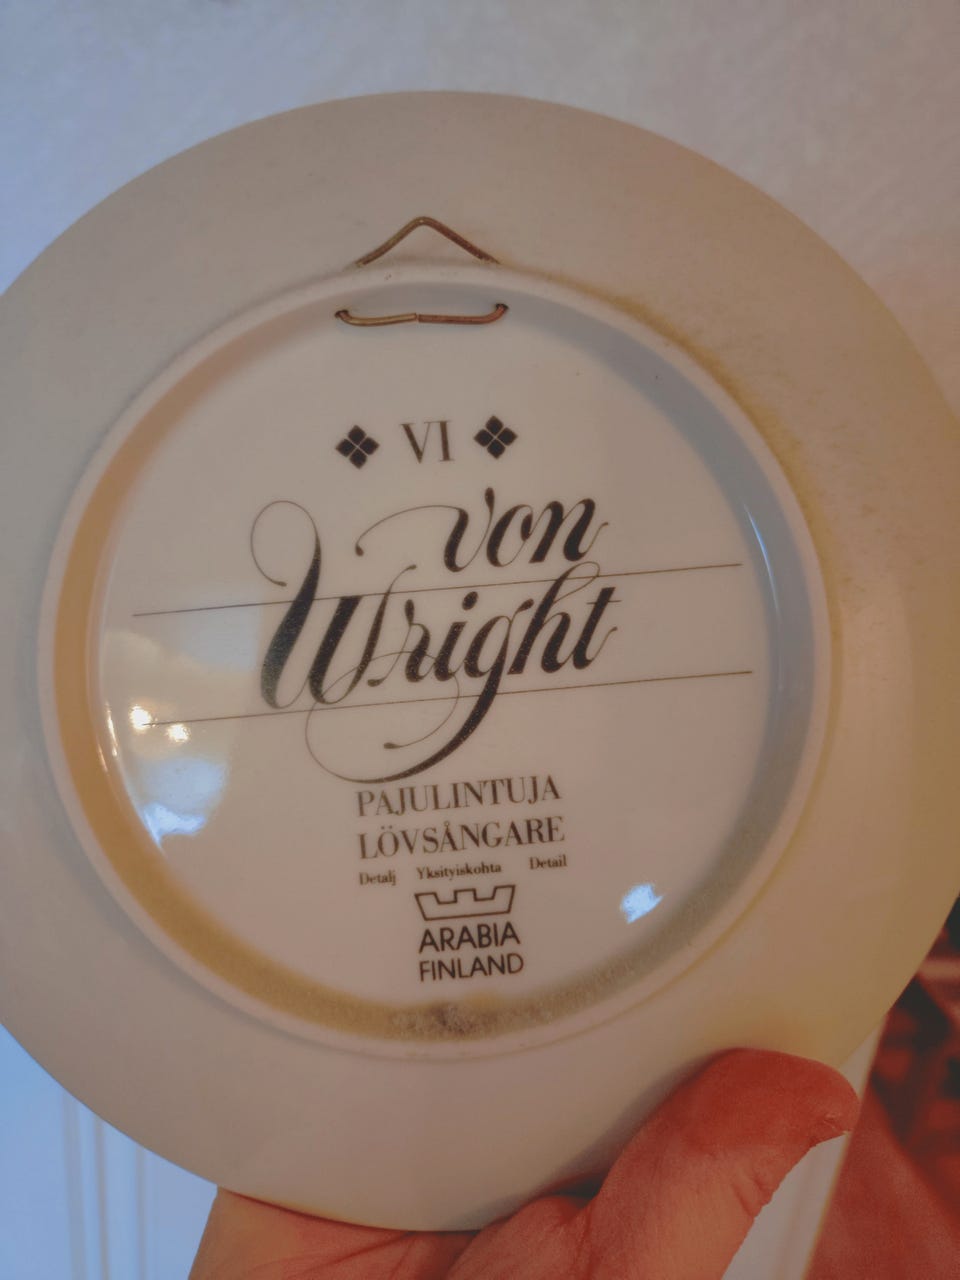 VI
von
Wright
PAJULINTUJA
LÖVSÅNGARE
Detalj Yksityiskohta Detail
ARABIA
FINLAND